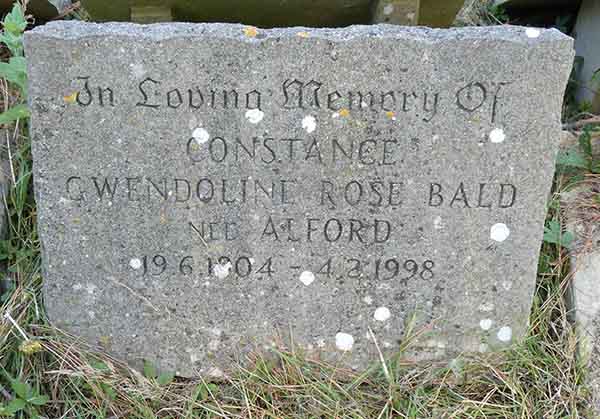 In Loving Memory Of
CONSTANCE
GWENDOLINE ROSE BALD
NEE ALFORD
19.6.1904 - 4.2.1998